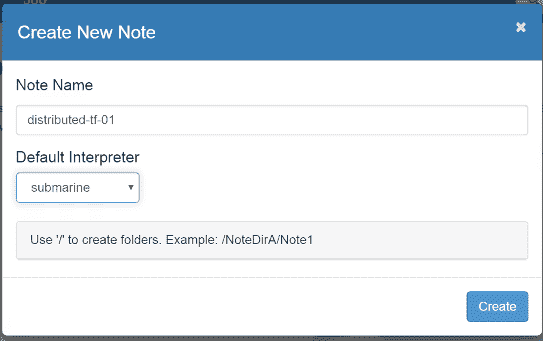 Create New Note
Note Name
distributed-tf-01
Default Interpreter
submarine
Use '/' to create folders. Example: /NoteDirA/Note1
Create